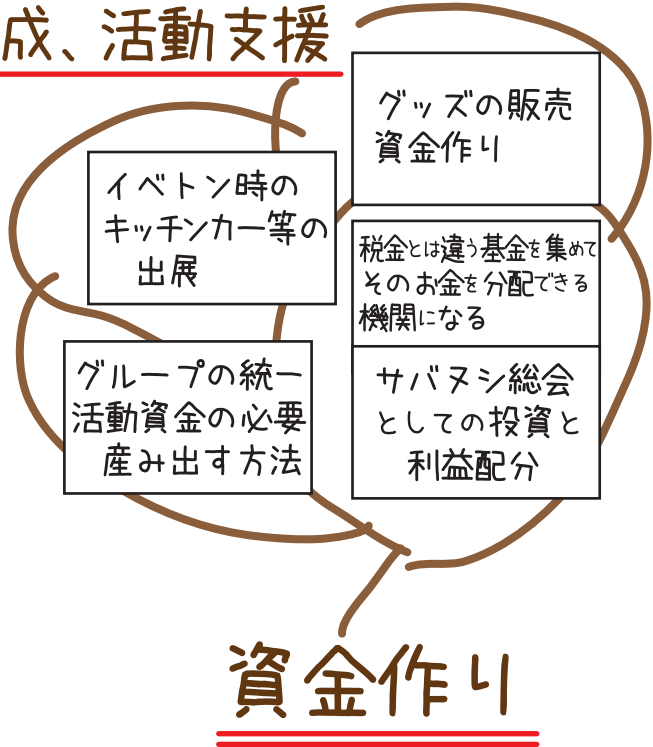 成、活動支援
グッズの販売
資金作り
イベトン時の
キッチンカー等の
出展
税金とは違う基金を集めて
そのお金を分配できる
機関になる
グループの統一
活動資金の必要
産み出す方法
サバヌシ総会
としての投資と
利益配分
資金作り